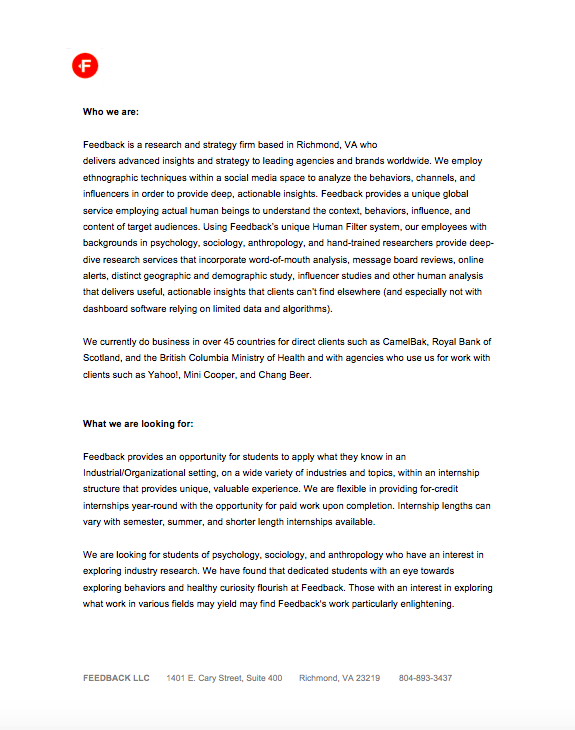 F
Who we are:
Feedback is a research and strategy firm based in Richmond, VA who
delivers advanced insights and strategy to leading agencies and brands worldwide. We employ
ethnographic techniques within a social media space to analyze the behaviors, channels, and
influencers in order to provide deep, actionable insights. Feedback provides a unique global
service employing actual human beings to understand the context, behaviors, influence, and
content of target audiences. Using Feedback's unique Human Filter system, our employees with
backgrounds in psychology, sociology, anthropology, and hand-trained researchers provide deep-
dive research services that incorporate word-of-mouth analysis, message board reviews, online
alerts, distinct geographic and demographic study, influencer studies and other human analysis
that delivers useful, actionable insights that clients can't find elsewhere (and especially not with
dashboard software relying on limited data and algorithms).
We currently do business in over 45 countries for direct clients such as CamelBak, Royal Bank of
Scotland, and the British Columbia Ministry of Health and with agencies who use us for work with
clients such as Yahoo!, Mini Cooper, and Chang Beer.
What we are looking for:
Feedback provides an opportunity for students to apply what they know in an
Industrial/Organizational setting, on a wide variety of industries and topics, within an internship
structure that provides unique, valuable experience. We are flexible in providing for-credit
internships year-round with the opportunity for paid work upon completion. Internship lengths can
vary with semester, summer, and shorter length internships available.
We are looking for students of psychology, sociology, and anthropology who have an interest in
exploring industry research. We have found that dedicated students with an eye towards
exploring behaviors and healthy curiosity flourish at Feedback. Those with an interest in exploring
what work in various fields may yield may find Feedback's work particularly enlightening.
FEEDBACK LLC 1401 E. Cary Street, Suite 400 Richmond, VA 23219 804-893-3437